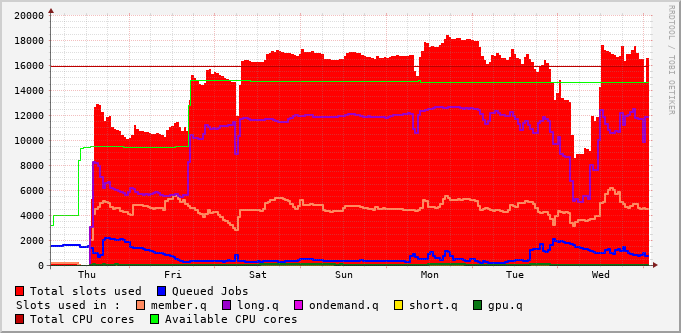 20000
18000
16000
14000
12000
10000
8000
6000
4000
2000
0
Thu Fri Sat Sun Mon Tue Wed
RRDTOOL / TOBI OETIKER
Total slots used Queued Jobs
Slots used in : member.q long.q ondemand.q short.q gpu.q
Total CPU cores Available CPU cores